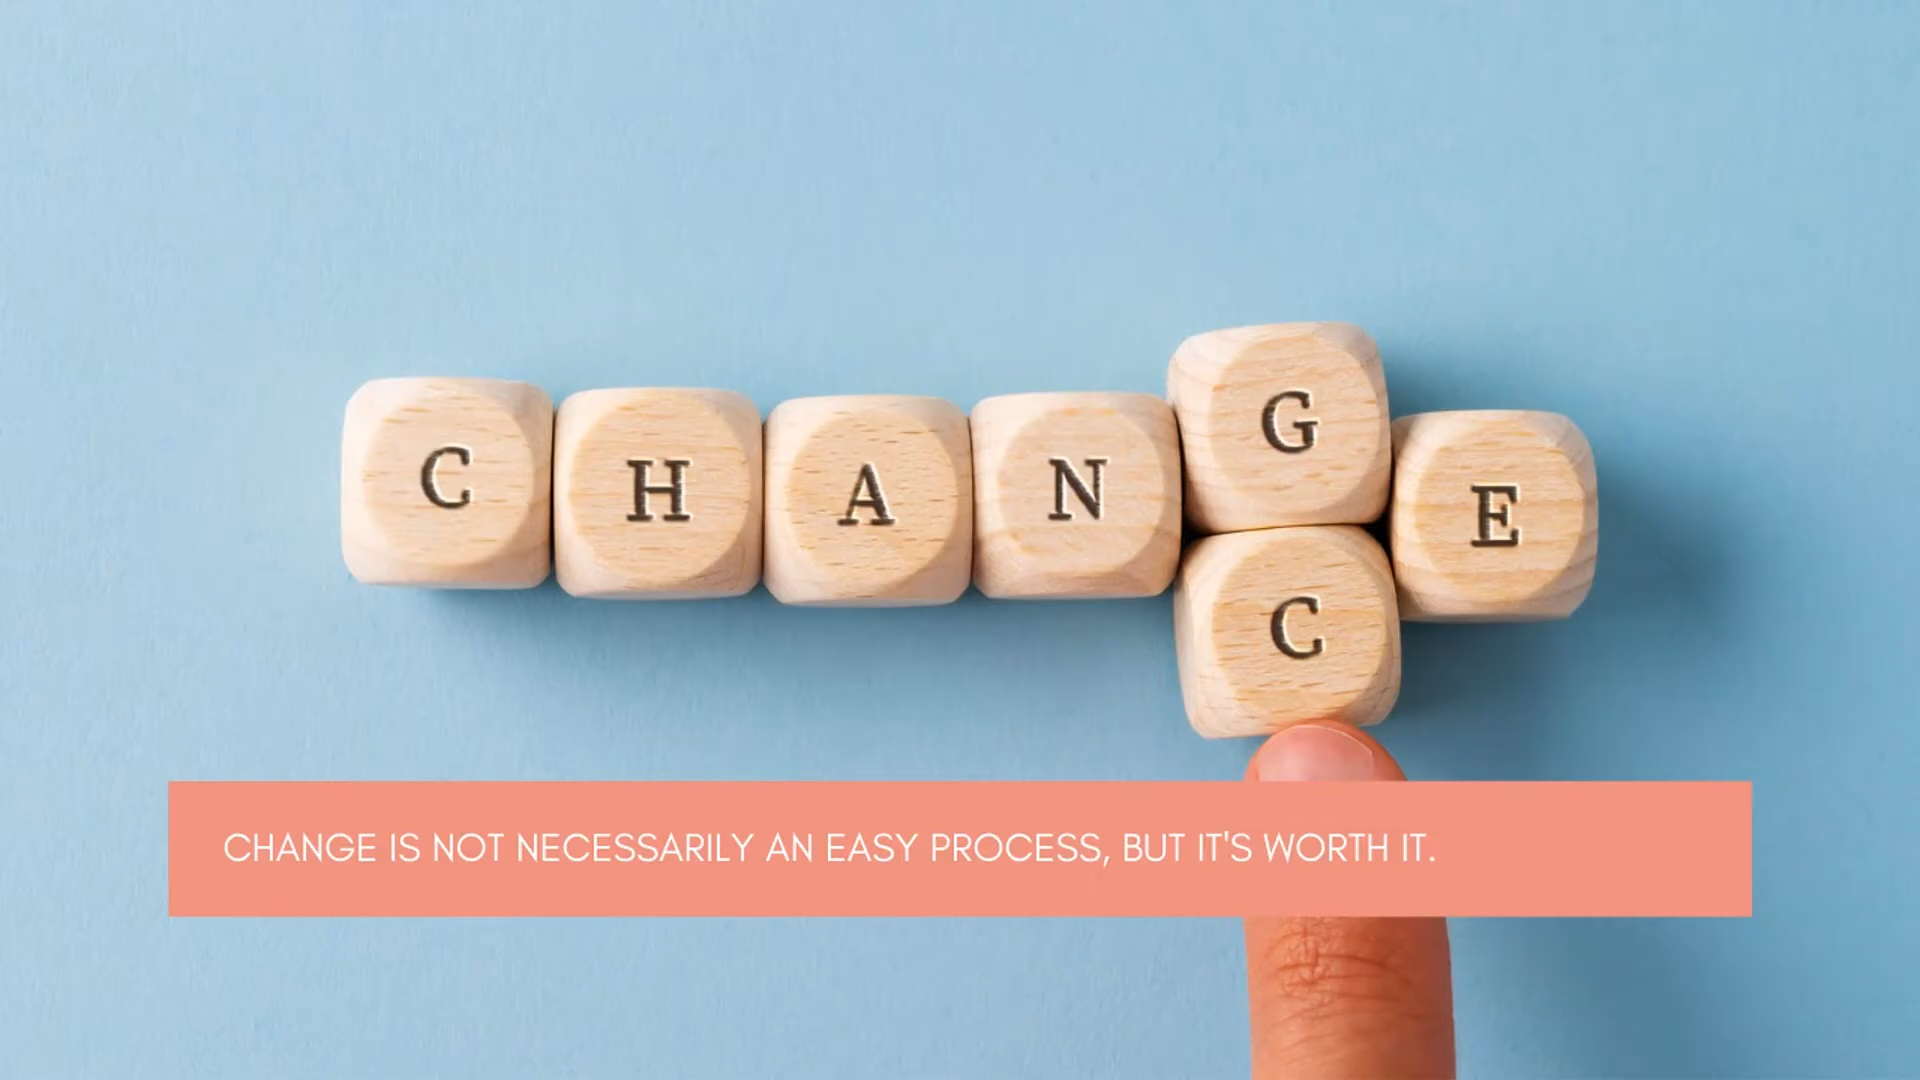 CHANGE
C
CHANGE IS NOT NECESSARILY AN EASY PROCESS, BUT IT'S WORTH IT.